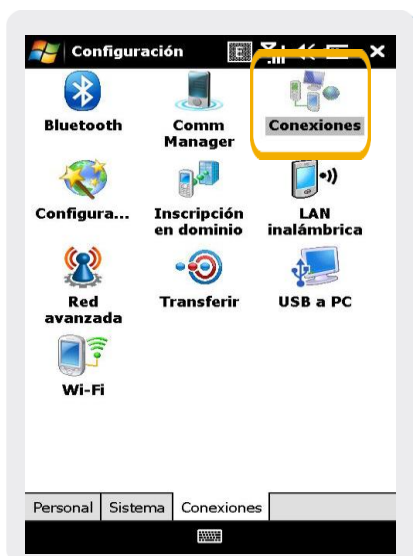 Configuración
Bluetooth
Comm
Manager
Conexiones
Configura...
Inscripción
en dominio
LAN
inalámbrica
Red
avanzada
Transferir
USB a PC
Wi-Fi
Personal Sistema Conexiones